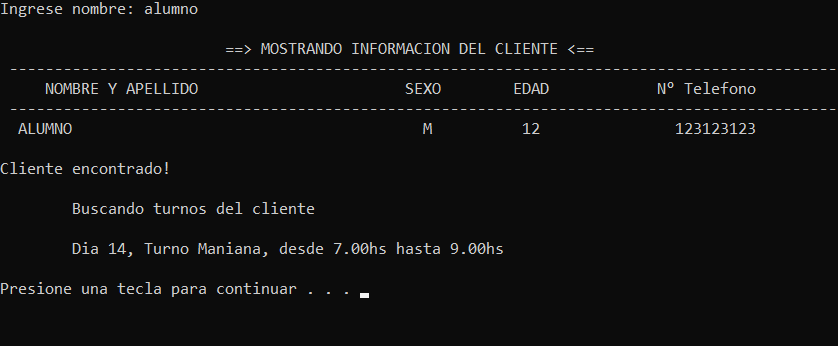 Ingrese nombre: alumno
==> MOSTRANDO INFORMACION DEL CLIENTE <==
--------------------------------------------------------------------------------------------
NOMBRE Y APELLIDO SEXO EDAD Nº Telefono
--------------------------------------------------------------------------------------------
ALUMNO M 12 123123123
Cliente encontrado!
Buscando turnos del cliente
Dia 14, Turno Maniana, desde 7.00hs hasta 9.00hs
Presione una tecla para continuar . . .